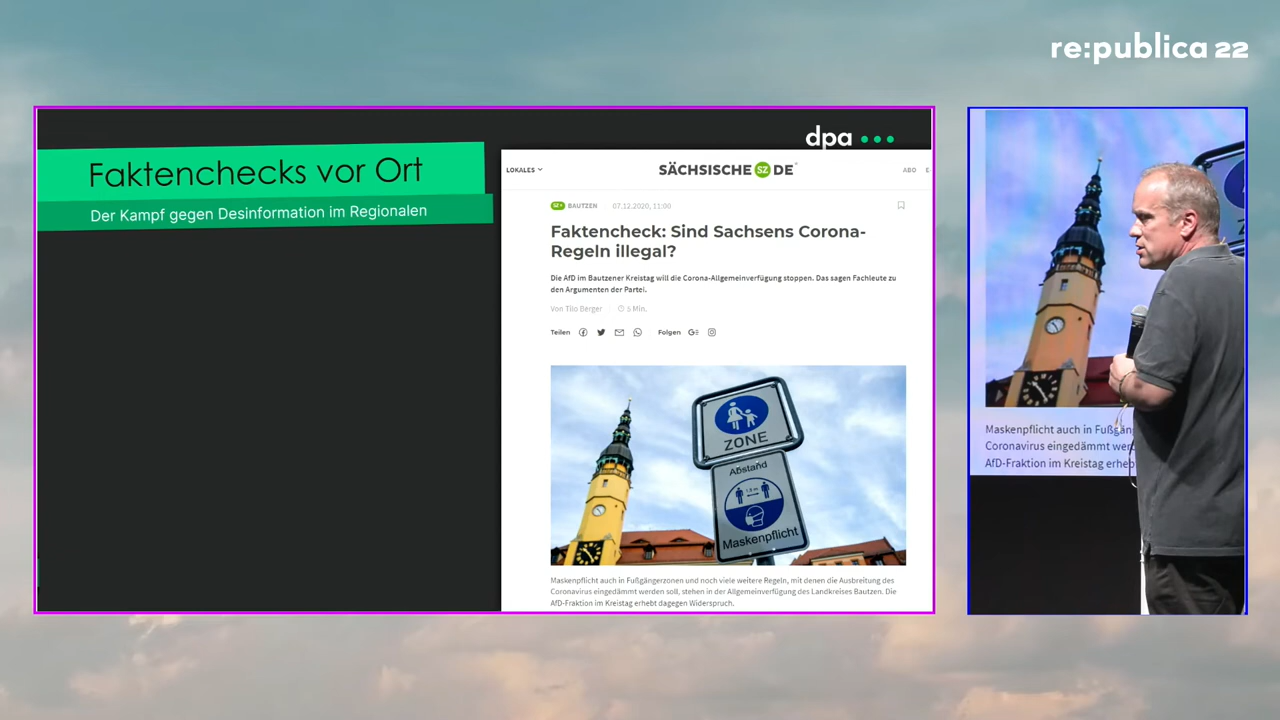 re:publica 22
dpa
Faktenchecks vor Ort
Der Kampf gegen Desinformation im Regionalen
LOKALES
SÄCHSISCHE SZ DE
ABO
SZ+ BAUTZEN 07.12.2020, 11:00
Faktencheck: Sind Sachsens Corona-
Regeln illegal?
Die AfD im Bautzener Kreistag will die Corona-Allgemeinverfügung stoppen. Das sagen Fachleute zu
den Argumenten der Partei.
Von Tilo Berger 5 Min.
Teilen Folgen
ZONE
Abstand
1,5 m
Maskenpflicht
Maskenpflicht auch in Fußgängerzonen und noch viele weitere Regeln, mit denen die Ausbreitung des
Coronavirus eingedämmt werden soll, stehen in der Allgemeinverfügung des Landkreises Bautzen. Die
AfD-Fraktion im Kreistag erhebt dagegen Widerspruch.
Maskenpflicht auch in Fußgän
Coronavirus eingedämmt werd
AfD-Fraktion im Kreistag erheb